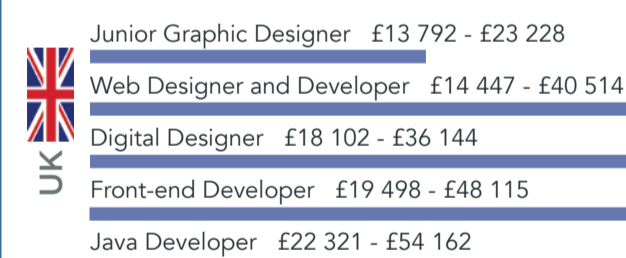 Junior Graphic Designer £13 792 - £23 228
Web Designer and Developer £14 447 - £40 514
Digital Designer £18 102 - £36 144
UK
Front-end Developer £19 498 - £48 115
Java Developer £22 321 - £54 162